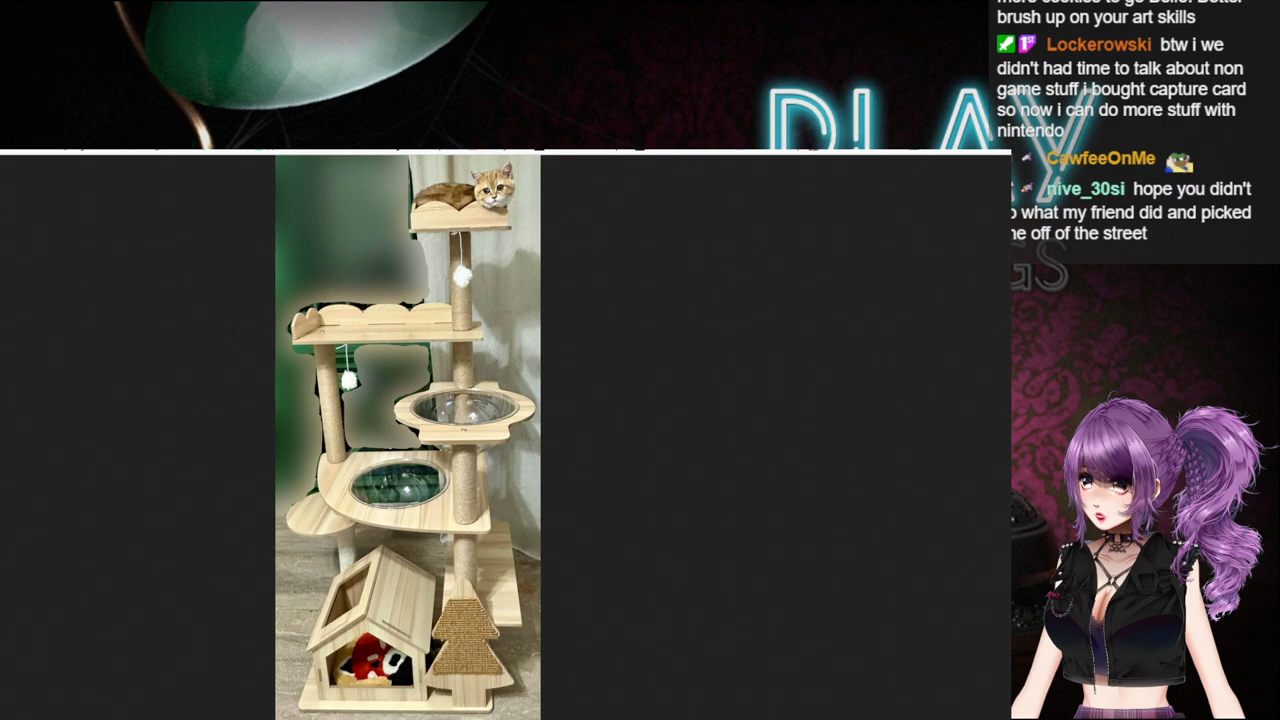 brush up on your art skills
Lockerowski btw i we
didn't had time to talk about non
game stuff i bought capture card
so now i can do more stuff with
nintendo
CawfeeOnMe
nive_30si hope you didn't
what my friend did and picked
off of the street
PLAY
GS